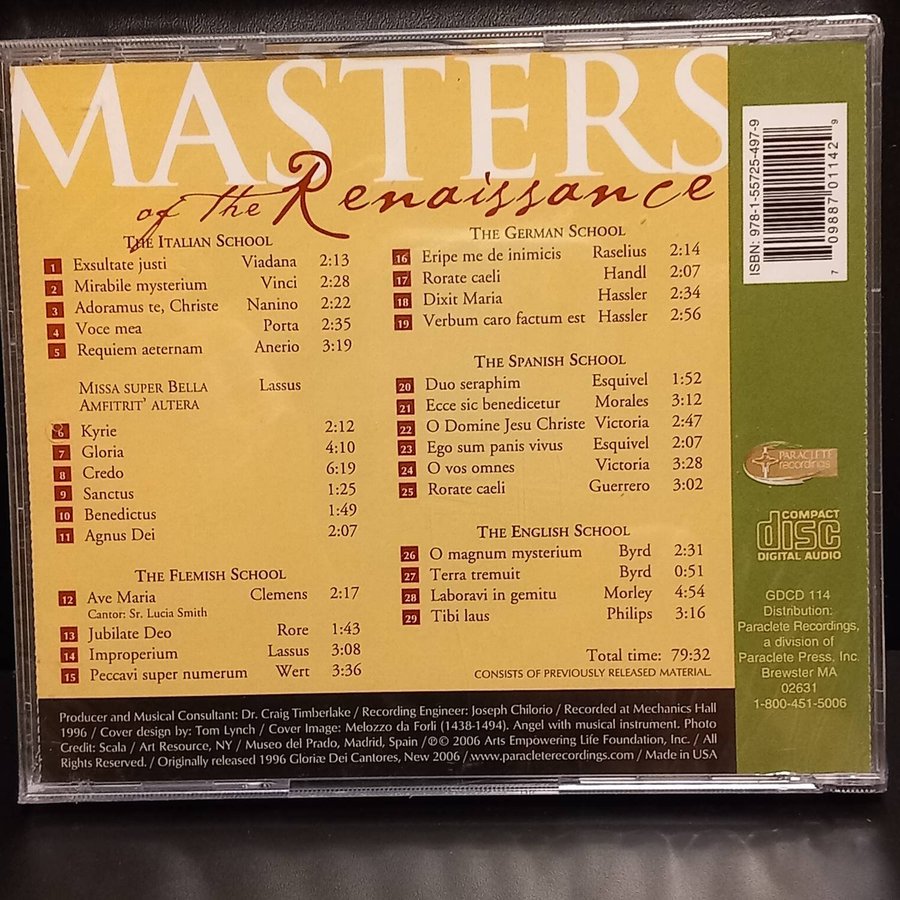 MASTERS
of the Renaissance
THE ITALIAN SCHOOL
1 Exsultate justi Viadana 2:13
2 Mirabile mysterium Vinci 2:28
3 Adoramus te, Christe Nanino 2:22
4 Voce mea Porta 2:35
5 Requiem aeternam Anerio 3:19
MISSA SUPER BELLA Lassus
AMFITRIT' ALTERA
6 Kyrie 2:12
7 Gloria 4:10
8 Credo 6:19
9 Sanctus 1:25
10 Benedictus 1:49
11 Agnus Dei 2:07
THE FLEMISH SCHOOL
12 Ave Maria Clemens 2:17
Cantor: Sr. Lucia Smith
13 Jubilate Deo Rore 1:43
14 Improperium Lassus 3:08
15 Peccavi super numerum Wert 3:36
THE GERMAN SCHOOL
16 Eripe me de inimicis Raselius 2:14
17 Rorate caeli Handl 2:07
18 Dixit Maria Hassler 2:34
19 Verbum caro factum est Hassler 2:56
THE SPANISH SCHOOL
20 Duo seraphim Esquivel 1:52
21 Ecce sic benedicetur Morales 3:12
22 O Domine Jesu Christe Victoria 2:47
23 Ego sum panis vivus Esquivel 2:07
24 O vos omnes Victoria 3:28
25 Rorate caeli Guerrero 3:02
THE ENGLISH SCHOOL
26 O magnum mysterium Byrd 2:31
27 Terra tremuit Byrd 0:51
28 Laboravi in gemitu Morley 4:54
29 Tibi laus Philips 3:16
Total time: 79:32
CONSISTS OF PREVIOUSLY RELEASED MATERIAL.
Producer and Musical Consultant: Dr. Craig Timberlake / Recording Engineer: Joseph Chilorio / Recorded at Mechanics Hall
1996 / Cover design by: Tom Lynch / Cover Image: Melozzo da Forli (1438-1494). Angel with musical instrument. Photo
Credit: Scala / Art Resource, NY / Museo del Prado, Madrid, Spain /℗© 2006 Arts Empowering Life Foundation, Inc. / All
Rights Reserved. / Originally released 1996 Gloriæ Dei Cantores, New 2006 / www.paracleterecordings.com / Made in USA
ISBN: 978-1-55725-497-9
7 09887 01142 9
PARACLETE
recordings
COMPACT
disc
DIGITAL AUDIO
GDCD 114
Distribution:
Paraclete Recordings,
a division of
Paraclete Press, Inc.
Brewster MA
02631
1-800-451-5006